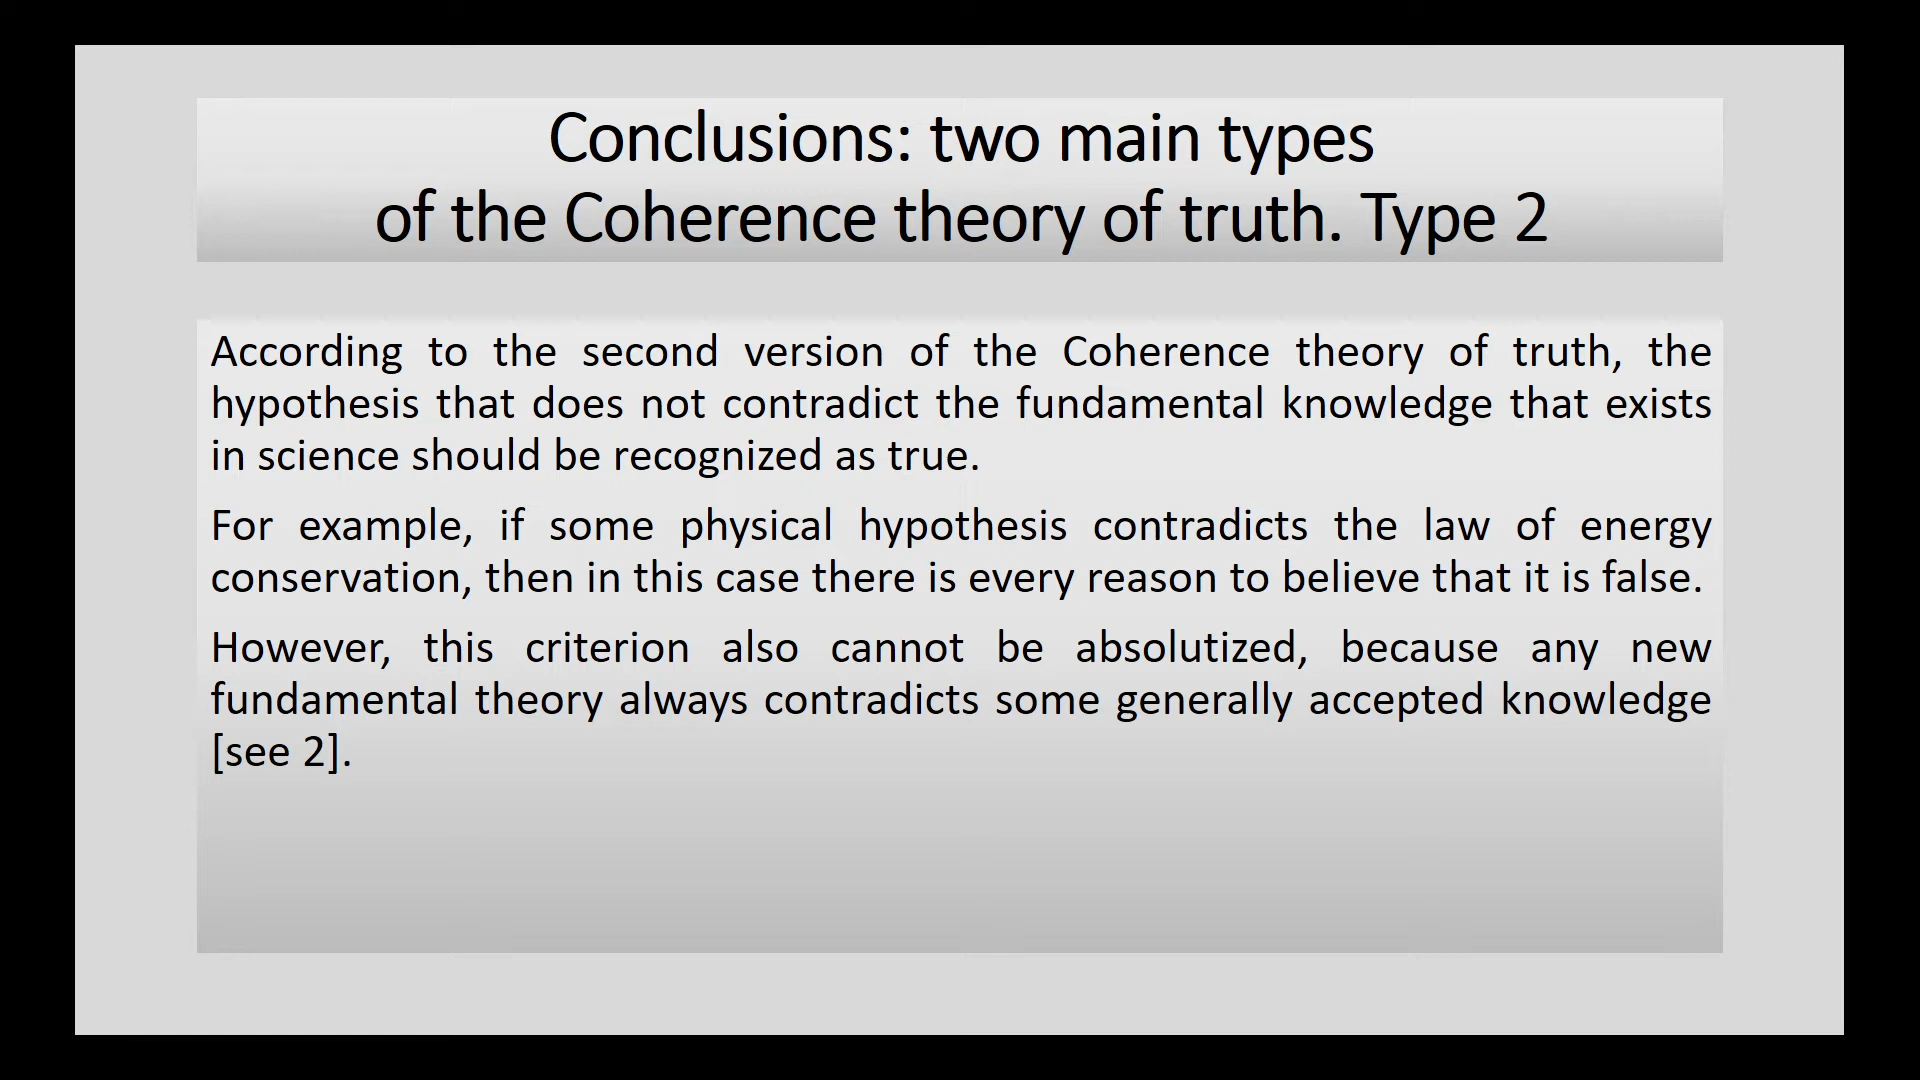 Conclusions: two main types
of the Coherence theory of truth. Type 2
According to the second version of the Coherence theory of truth, the
hypothesis that does not contradict the fundamental knowledge that exists
in science should be recognized as true.
For example, if some physical hypothesis contradicts the law of energy
conservation, then in this case there is every reason to believe that it is false.
However, this criterion also cannot be absolutized, because any new
fundamental theory always contradicts some generally accepted knowledge
[see 2].